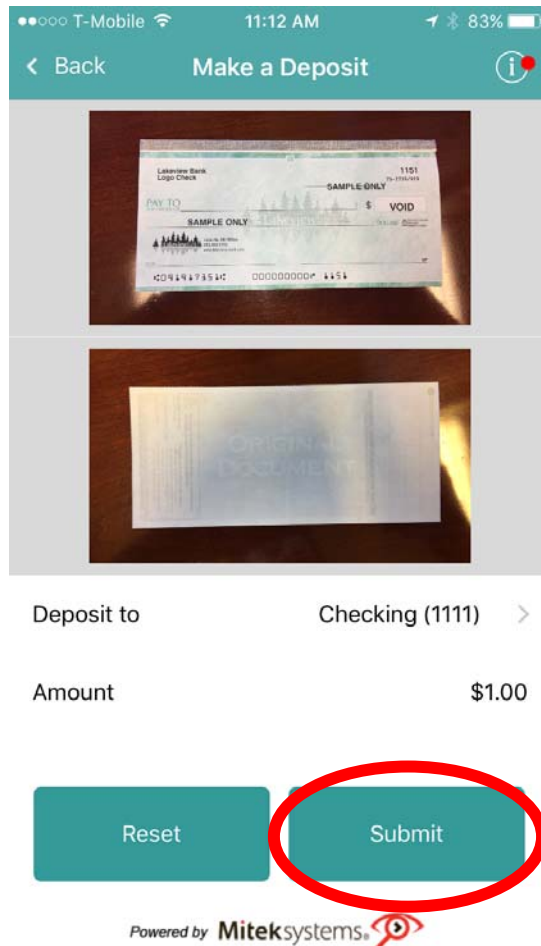 T-Mobile 11:12 AM 83%
Back Make a Deposit i
Lakeview Bank 1151
Logo Check
SAMPLE ONLY
PAY TO $ VOID
SAMPLE ONLY
1151
ORIGINAL
DOCUMENT
Deposit to Checking (1111) >
Amount $1.00
Reset Submit
Powered by Miteksystems.